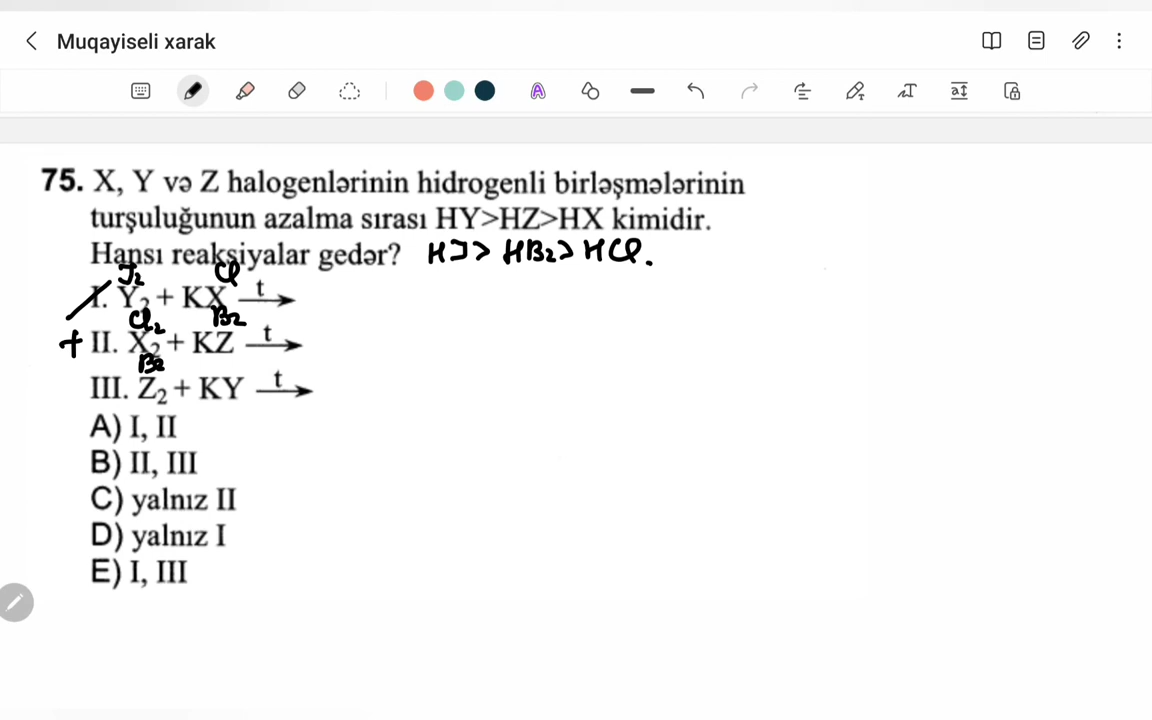 Muqayiseli xarak
75. X, Y və Z halogenlərinin hidrogenli birləşmələrinin
turşuluğunun azalma sırası HY>HZ>HX kimidir.
Hansı reaksiyalar gedər? HJ> HBr> HCl.
J₂ Cl
I. Y₂ + KX t→
Cl₂ Br
+ II. X₂ + KZ t→
Br
III. Z₂ + KY t→
A) I, II
B) II, III
C) yalnız II
D) yalnız I
E) I, III